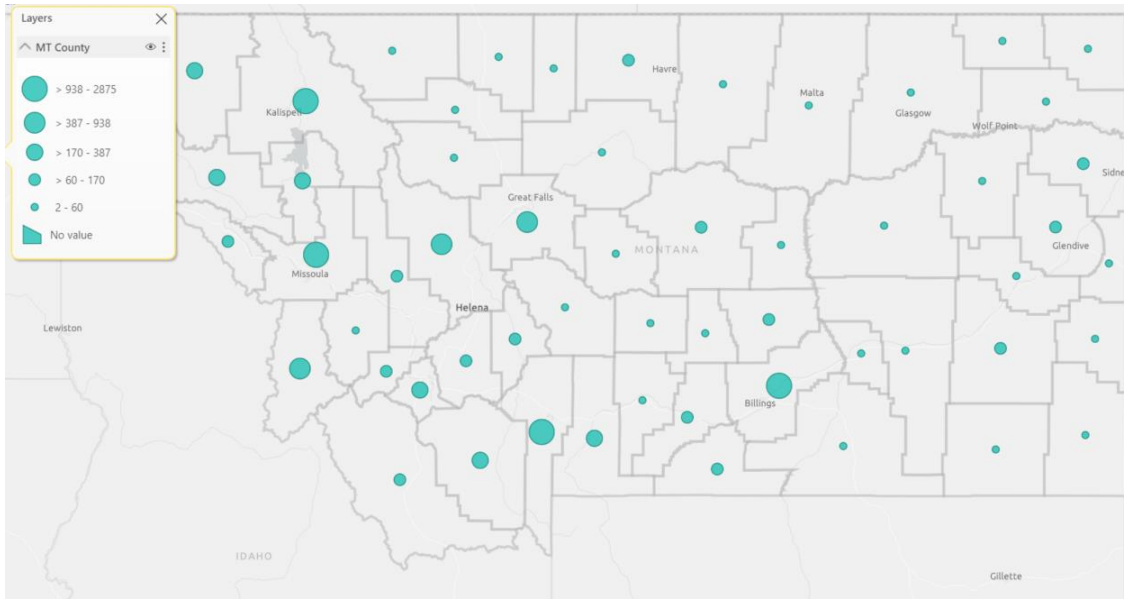 Layers
MT County
> 938 - 2875
> 387 - 938
> 170 - 387
> 60 - 170
2 - 60
No value
Kalispell
Havre
Malta
Glasgow
Wolf Point
Sidne
Great Falls
MONTANA
Glendive
Missoula
Helena
Lewiston
Billings
IDAHO
Gillette